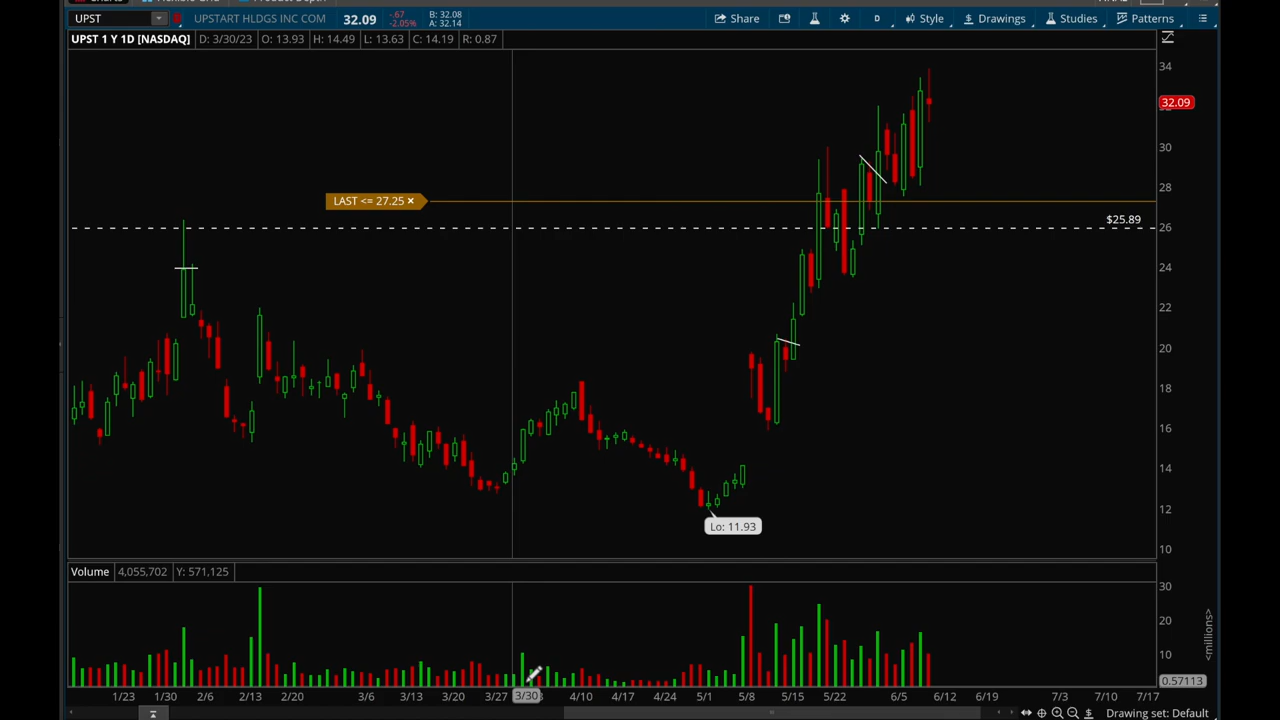 UPST
UPSTART HLDGS INC COM
32.09
-.67
-2.05%
B: 32.08
A: 32.14
Share
D
Style
Drawings
Studies
Patterns
UPST 1 Y 1D [NASDAQ]
D: 3/30/23
O: 13.93
H: 14.49
L: 13.63
C: 14.19
R: 0.87
34
32.09
30
28
26
24
22
20
18
16
14
12
10
LAST <= 27.25 ×
$25.89
Lo: 11.93
Volume
4,055,702
Y: 571,125
30
20
10
<millions>
0.57113
1/23
1/30
2/6
2/13
2/20
3/6
3/13
3/20
3/27
3/30
4/10
4/17
4/24
5/1
5/8
5/15
5/22
6/5
6/12
6/19
7/3
7/10
7/17
Drawing set: Default